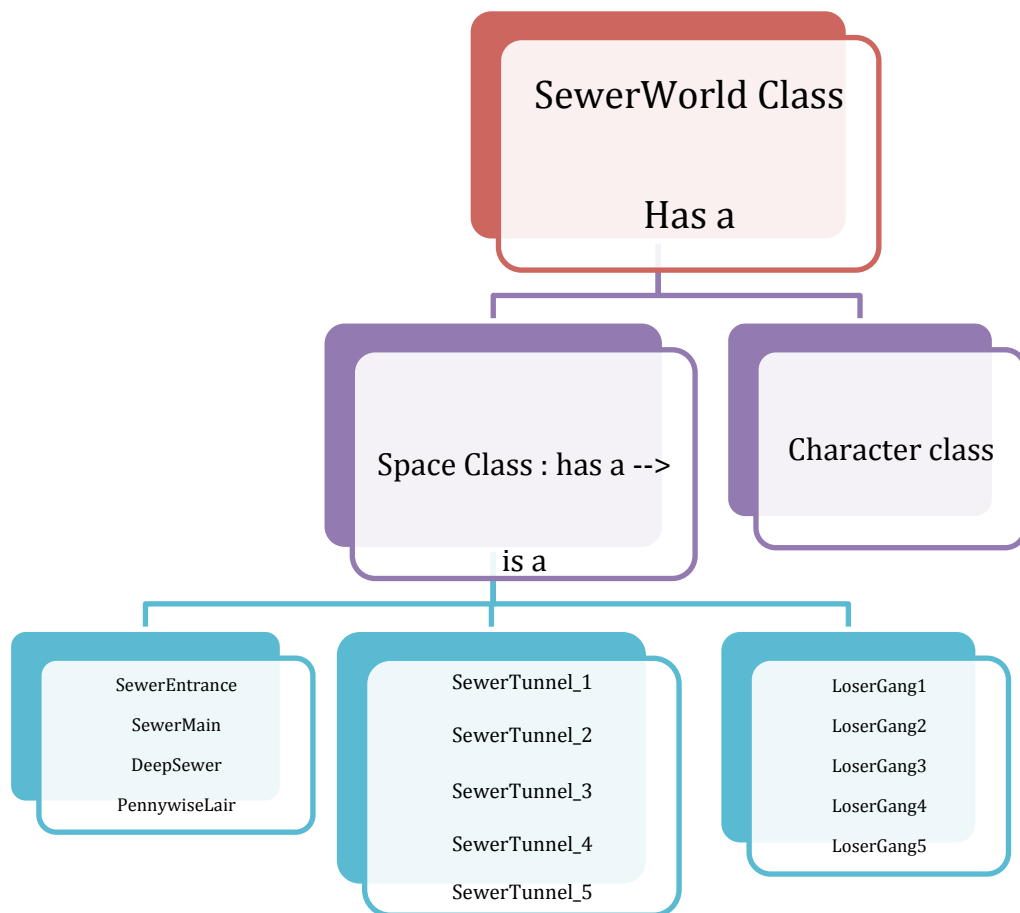 SewerWorld Class
Has a
Space Class : has a -->
is a
Character class
SewerEntrance
SewerMain
DeepSewer
PennywiseLair
SewerTunnel_1
SewerTunnel_2
SewerTunnel_3
SewerTunnel_4
SewerTunnel_5
LoserGang1
LoserGang2
LoserGang3
LoserGang4
LoserGang5